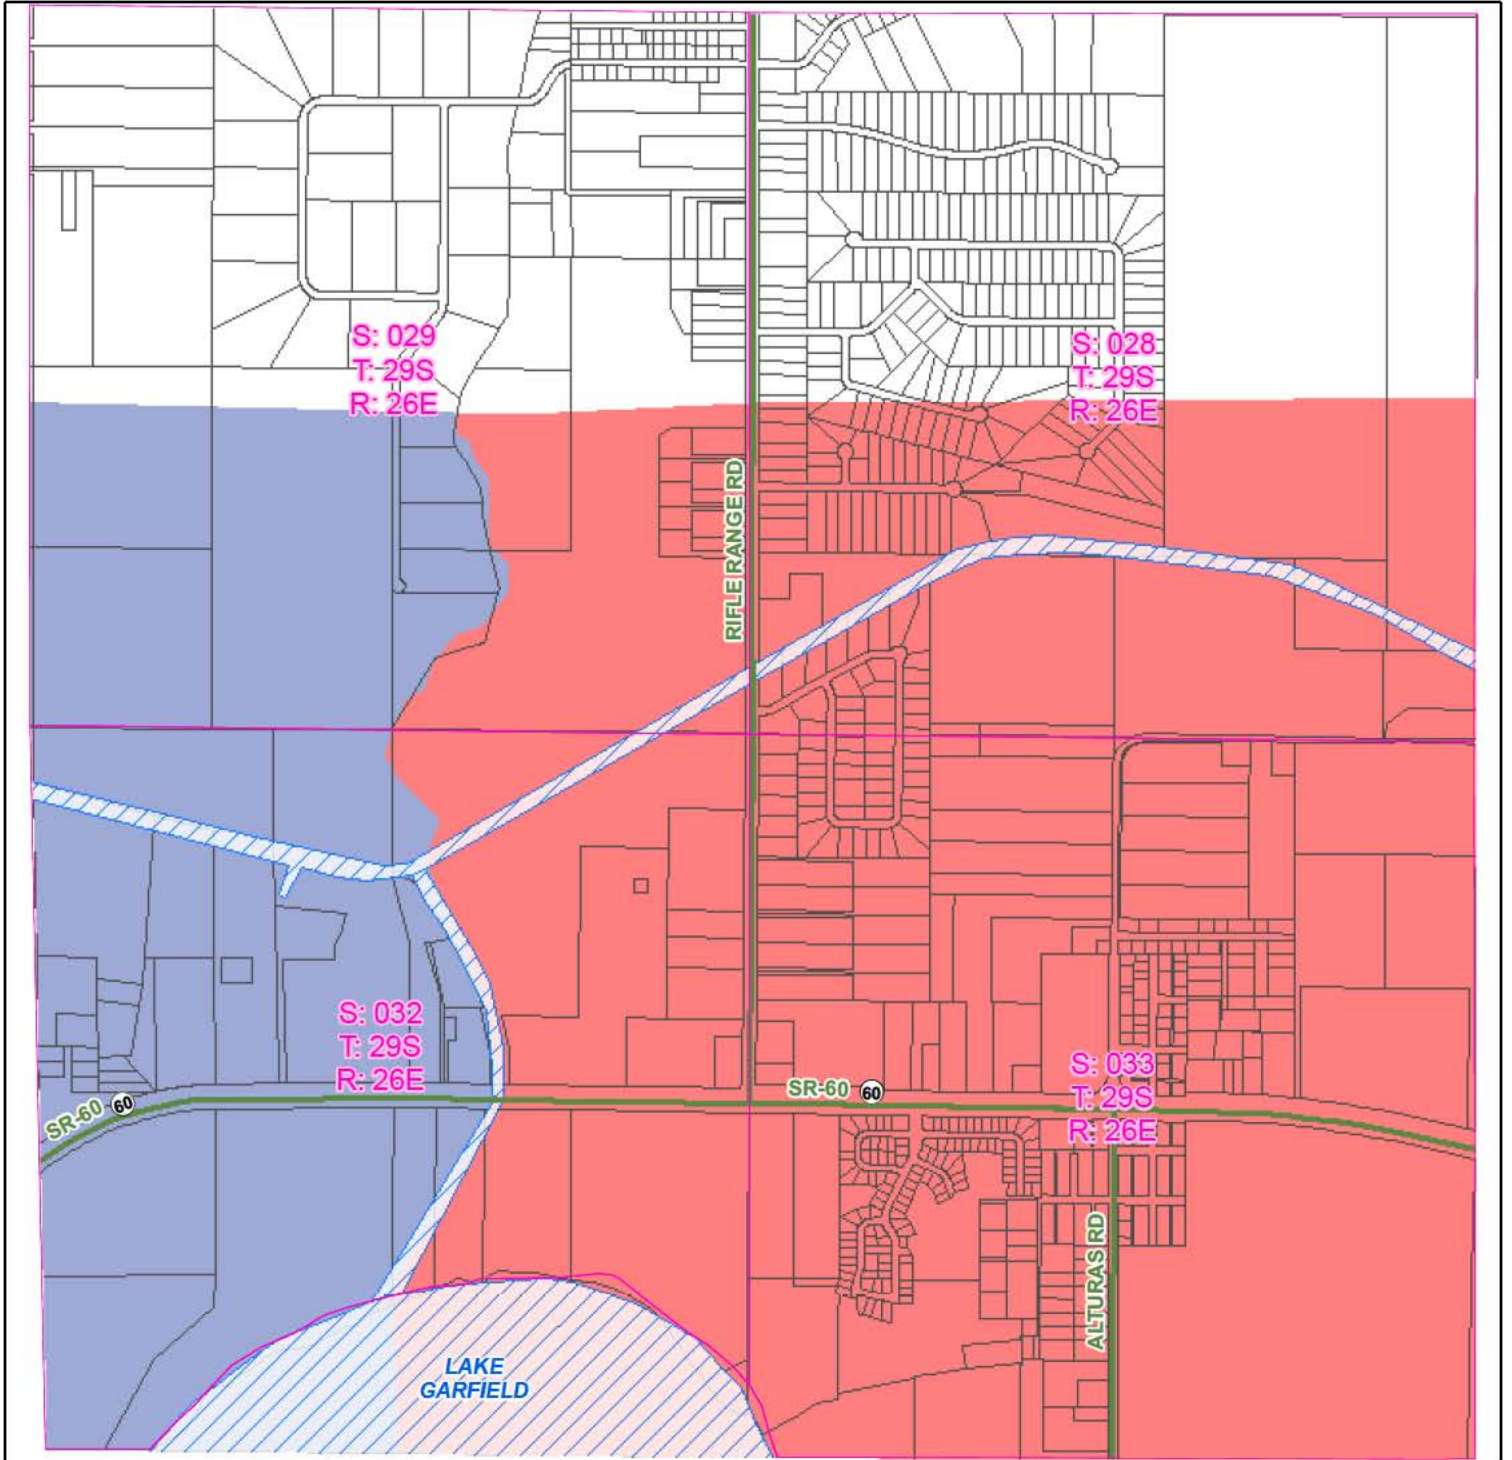 S: 029
T: 29S
R: 26E
S: 028
T: 29S
R: 26E
RIFLE RANGE RD
S: 032
T: 29S
R: 26E
SR-60 60
SR-60 60
S: 033
T: 29S
R: 26E
ALTURAS RD
LAKE
GARFIELD